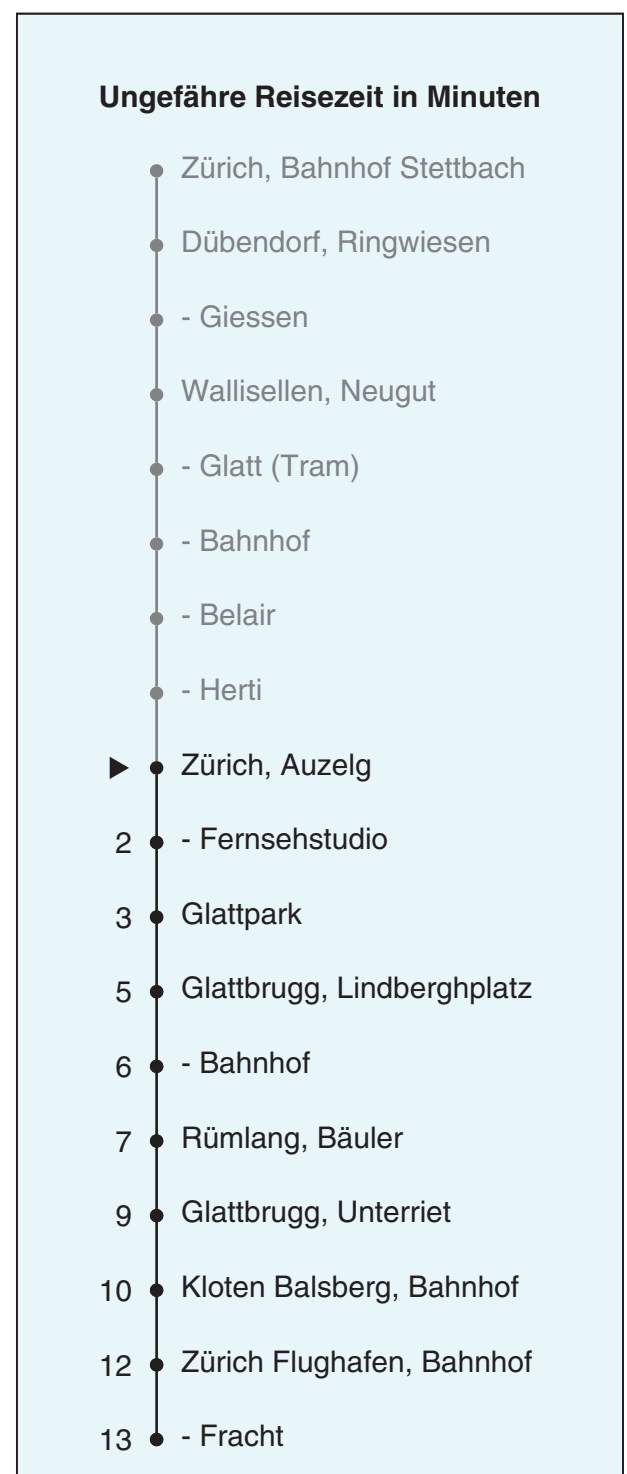 Ungefähre Reisezeit in Minuten
Zürich, Bahnhof Stettbach
Dübendorf, Ringwiesen
- Giessen
Wallisellen, Neugut
- Glatt (Tram)
- Bahnhof
- Belair
- Herti
Zürich, Auzelg
2 - Fernsehstudio
3 Glattpark
5 Glattbrugg, Lindberghplatz
6 - Bahnhof
7 Rümlang, Bäuler
9 Glattbrugg, Unterriet
10 Kloten Balsberg, Bahnhof
12 Zürich Flughafen, Bahnhof
13 - Fracht